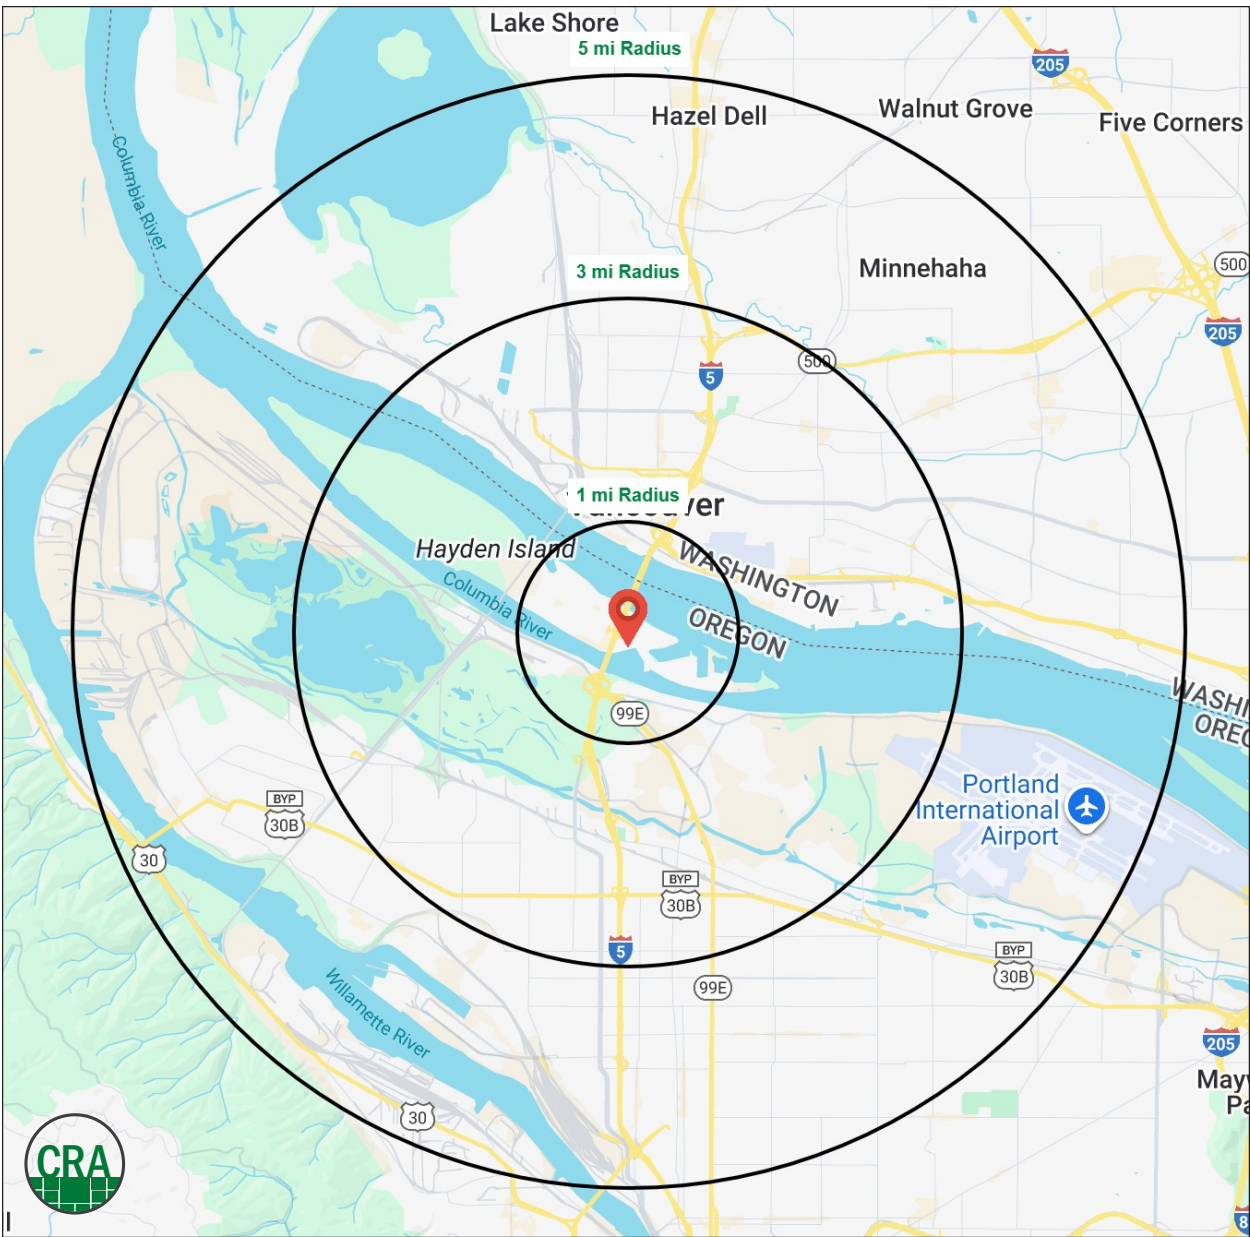 Lake Shore
5 mi Radius
205
Hazel Dell
Walnut Grove
Five Corners
Columbia River
3 mi Radius
Minnehaha
500
205
500
5
1 mi Radius
Hayden Island
WASHINGTON
Columbia River
OREGON
99E
Portland
International
Airport
BYP
30B
30
BYP
30B
5
BYP
30B
99E
Willamette River
205
30
CRA
8